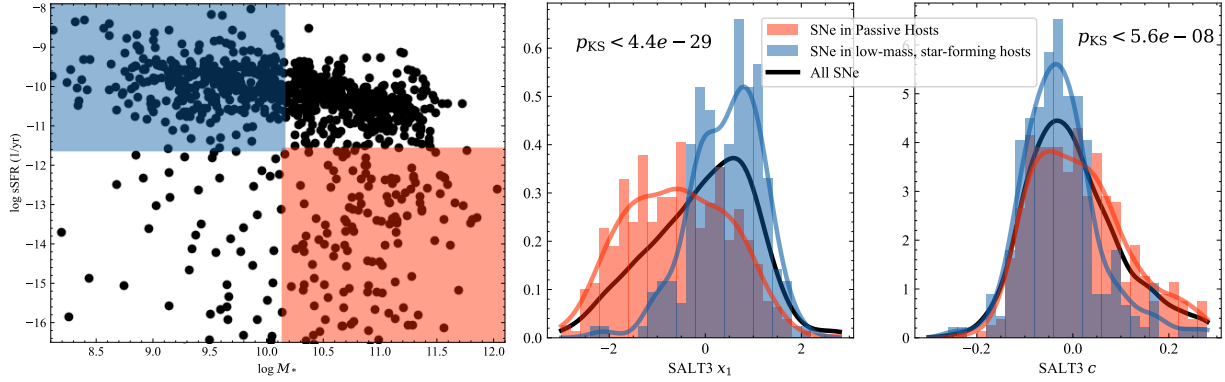 −8
−9
−10
−11
−12
−13
−14
−15
−16
log sSFR (1/yr)
8.5 9.0 9.5 10.0 10.5 11.0 11.5 12.0
log M*
0.6
0.5
0.4
0.3
0.2
0.1
0.0
pKS < 4.4e − 29
−2 0 2
SALT3 x1
SNe in Passive Hosts
SNe in low-mass, star-forming hosts
All SNe
6
5
4
3
2
1
0
pKS < 5.6e − 08
−0.2 0.0 0.2
SALT3 c